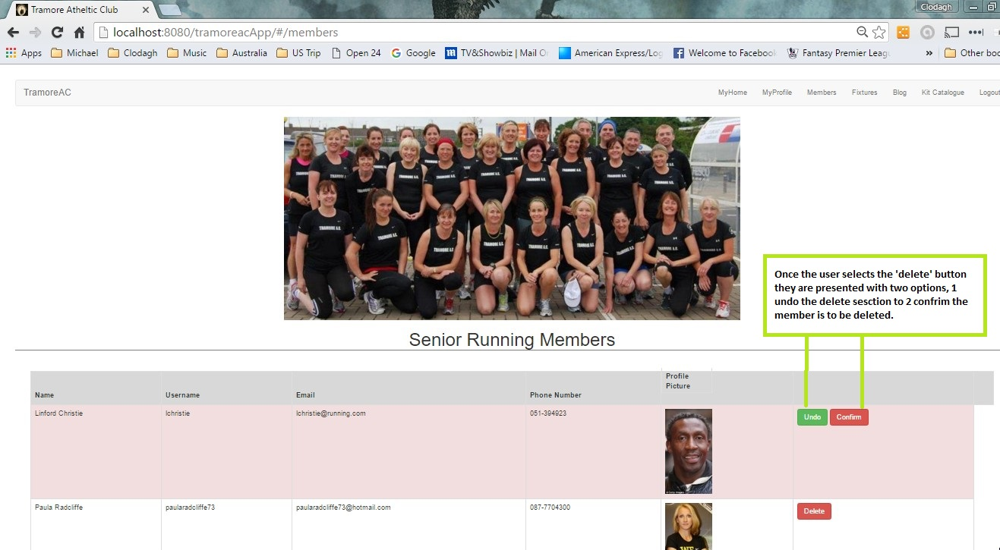 Tramore Atheltic Club
Clodagh
localhost:8080/tramoreacApp/#/members
Apps Michael Clodagh Music Australia US Trip Open 24 Google TV&Showbiz | Mail On American Express/Log Welcome to Facebook Fantasy Premier Leagu » Other boo
TramoreAC MyHome MyProfile Members Fixtures Blog Kit Catalogue Logout
TRAMORE A.C.
Once the user selects the 'delete' button
they are presented with two options, 1
undo the delete sesction to 2 confrim the
member is to be deleted.
Senior Running Members
Name Username Email Phone Number Profile
Picture
Linford Christie lchristie lchristie@running.com 051-394923 Undo Confirm
Paula Radcliffe paularadcliffe73 paularadcliffe73@hotmail.com 087-7704300 Delete